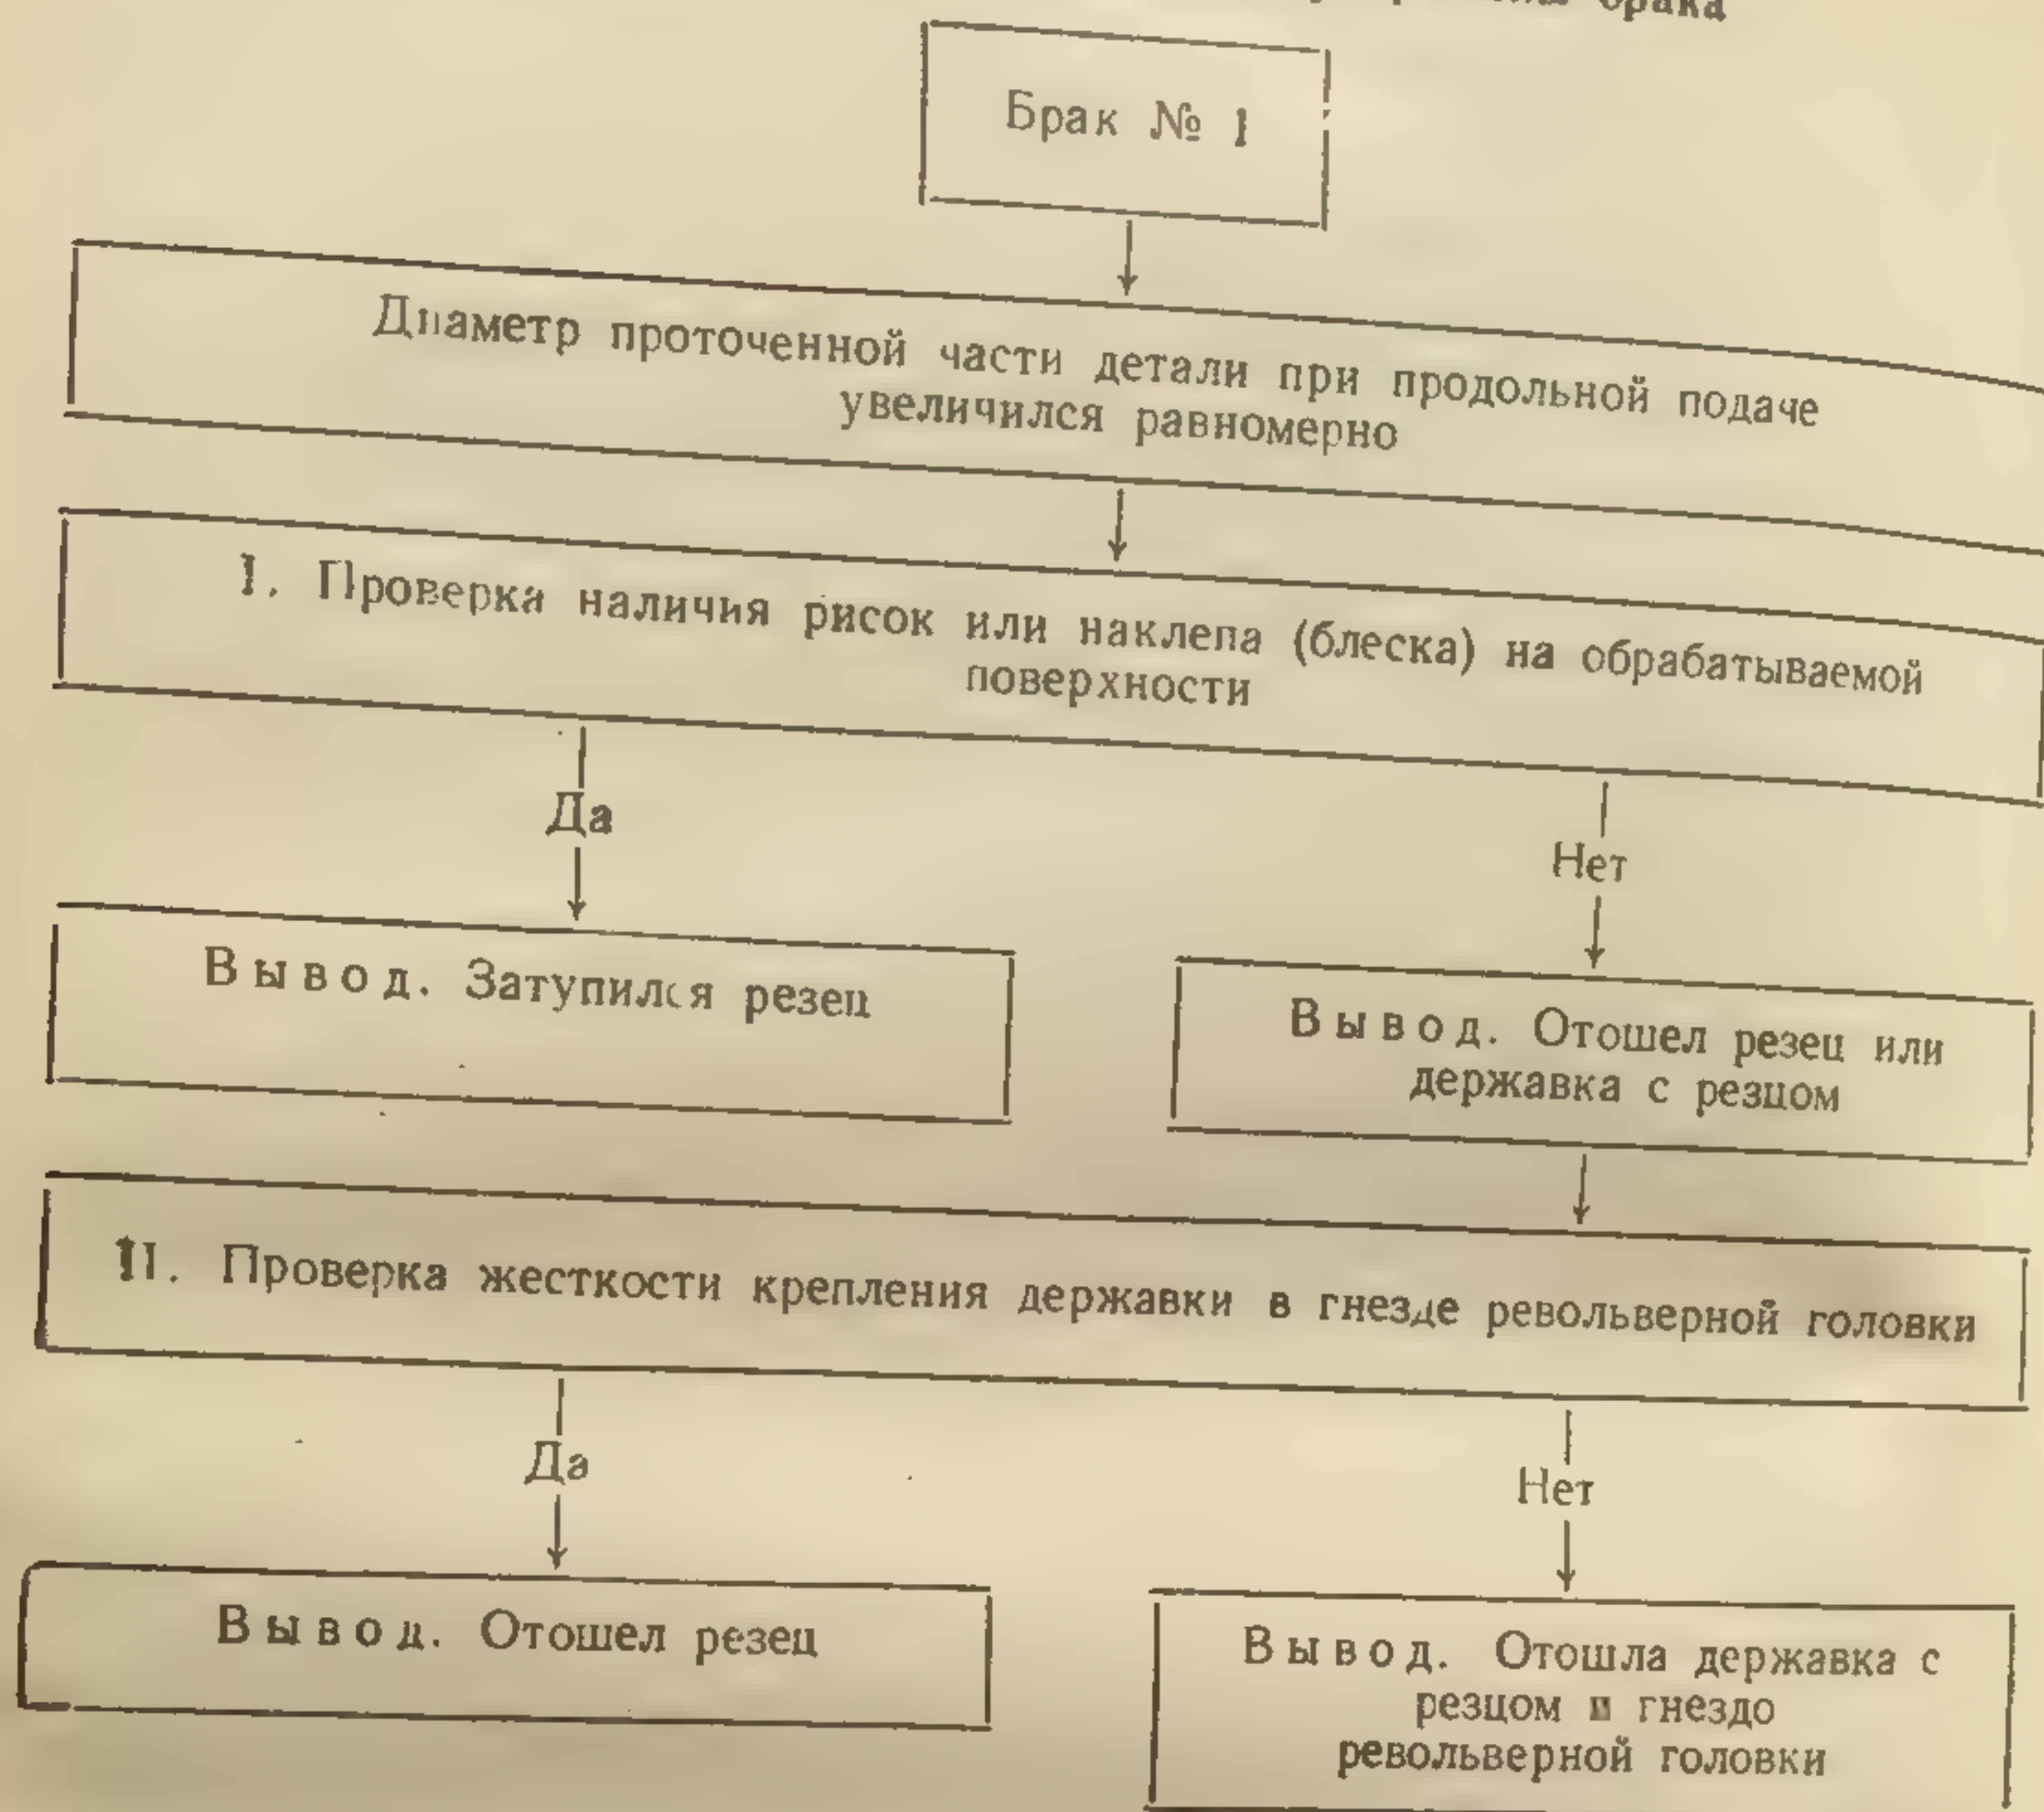 брака
Брак № 1
Диаметр проточенной части детали при продольной подаче
увеличился равномерно
I. Проверка наличия рисок или наклепа (блеска) на обрабатываемой
поверхности
Да
Нет
Вывод. Затупился резец
Вывод. Отошел резец или
державка с резцом
II. Проверка жесткости крепления державки в гнезде револьверной головки
Да
Нет
Вывод. Отошел резец
Вывод. Отошла державка с
резцом в гнездо
револьверной головки